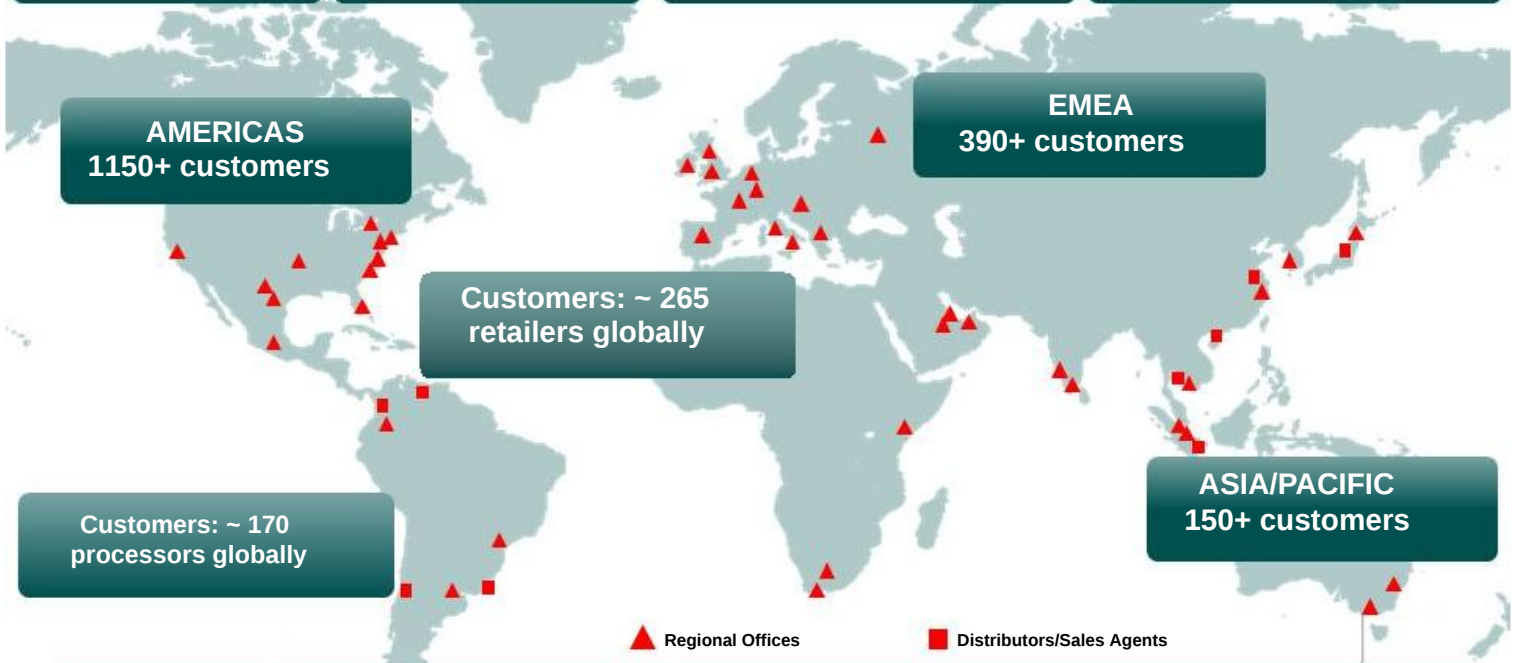 AMERICAS
1150+ customers
EMEA
390+ customers
Customers: ~ 265
retailers globally
ASIA/PACIFIC
150+ customers
Customers: ~ 170
processors globally
Regional Offices
Distributors/Sales Agents